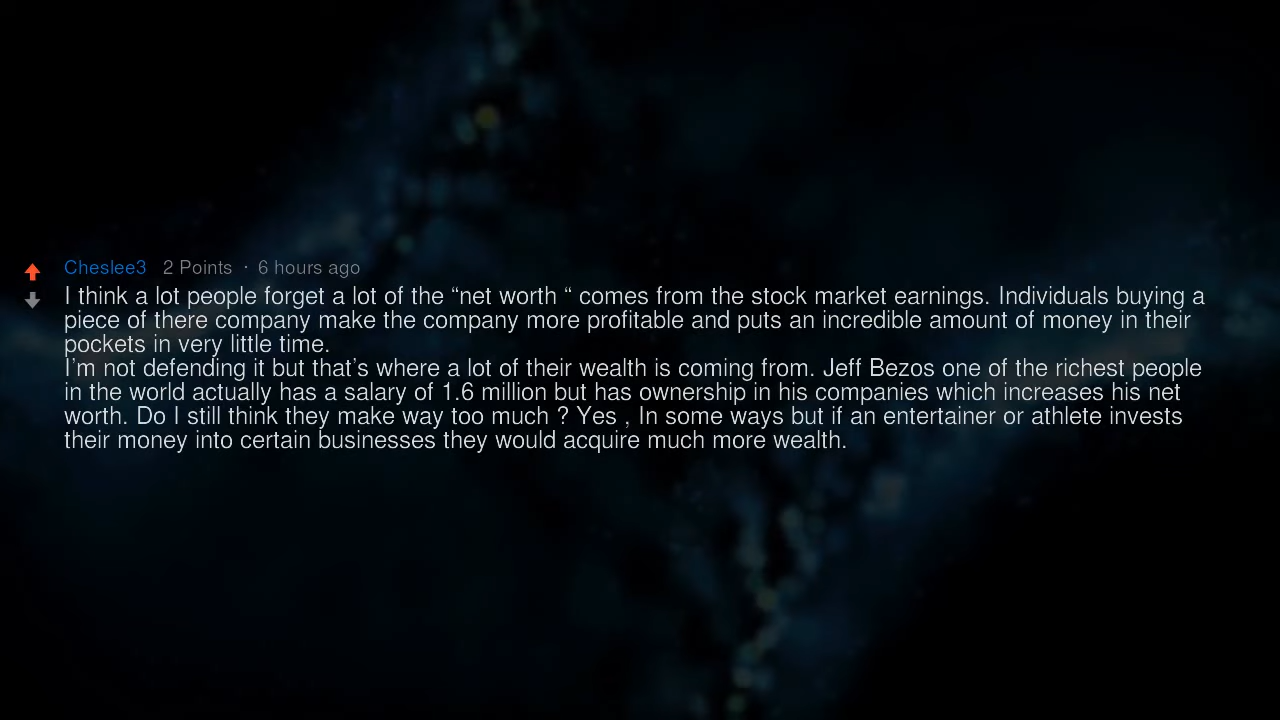 Cheslee3 2 Points · 6 hours ago
I think a lot people forget a lot of the “net worth “ comes from the stock market earnings. Individuals buying a
piece of there company make the company more profitable and puts an incredible amount of money in their
pockets in very little time.
I’m not defending it but that’s where a lot of their wealth is coming from. Jeff Bezos one of the richest people
in the world actually has a salary of 1.6 million but has ownership in his companies which increases his net
worth. Do I still think they make way too much ? Yes , In some ways but if an entertainer or athlete invests
their money into certain businesses they would acquire much more wealth.